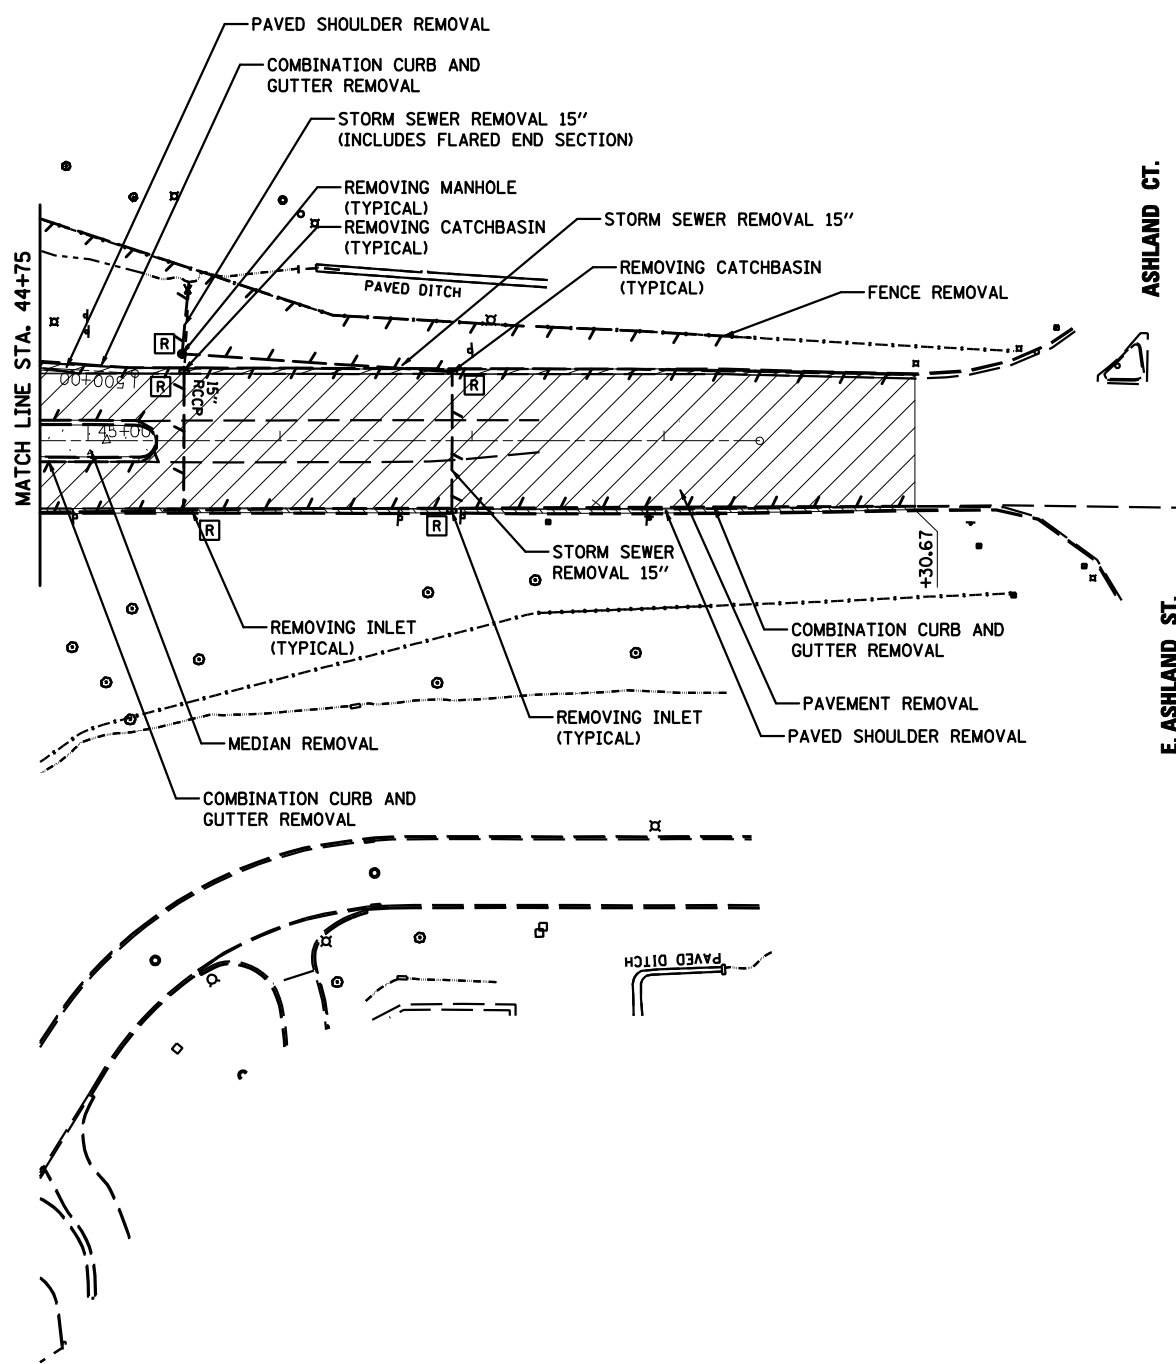 PAVED SHOULDER REMOVAL
COMBINATION CURB AND
GUTTER REMOVAL
STORM SEWER REMOVAL 15"
(INCLUDES FLARED END SECTION)
REMOVING MANHOLE
(TYPICAL)
REMOVING CATCHBASIN
(TYPICAL)
STORM SEWER REMOVAL 15"
REMOVING CATCHBASIN
(TYPICAL)
FENCE REMOVAL
ASHLAND CT.
PAVED DITCH
MATCH LINE STA. 44+75
R
R
R
1500+00
15"
RCCP
45+00
R
R
+30.67
STORM SEWER
REMOVAL 15"
REMOVING INLET
(TYPICAL)
COMBINATION CURB AND
GUTTER REMOVAL
E. ASHLAND ST.
PAVEMENT REMOVAL
REMOVING INLET
(TYPICAL)
PAVED SHOULDER REMOVAL
MEDIAN REMOVAL
COMBINATION CURB AND
GUTTER REMOVAL
PAVED DITCH